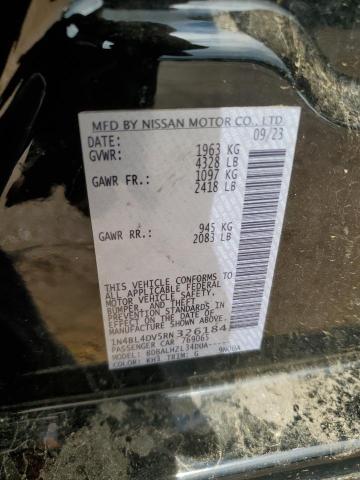 MFD BY NISSAN MOTOR CO., LTD
DATE: 09/23
GVWR: 1963 KG
4328 LB
GAWR FR.: 1097 KG
2418 LB
GAWR RR.: 945 KG
2083 LB
THIS VEHICLE CONFORMS TO
ALL APPLICABLE FEDERAL
MOTOR VEHICLE SAFETY,
BUMPER, AND THEFT
PREVENTION STANDARDS
IN EFFECT ON THE DATE OF
MANUFACTURE SHOWN ABOVE.
1N4BL4DV5RN326184
PASSENGER CAR 769065
MODEL: BDBALHZL34DUA-----
COLOR: KH3 TRIM: G